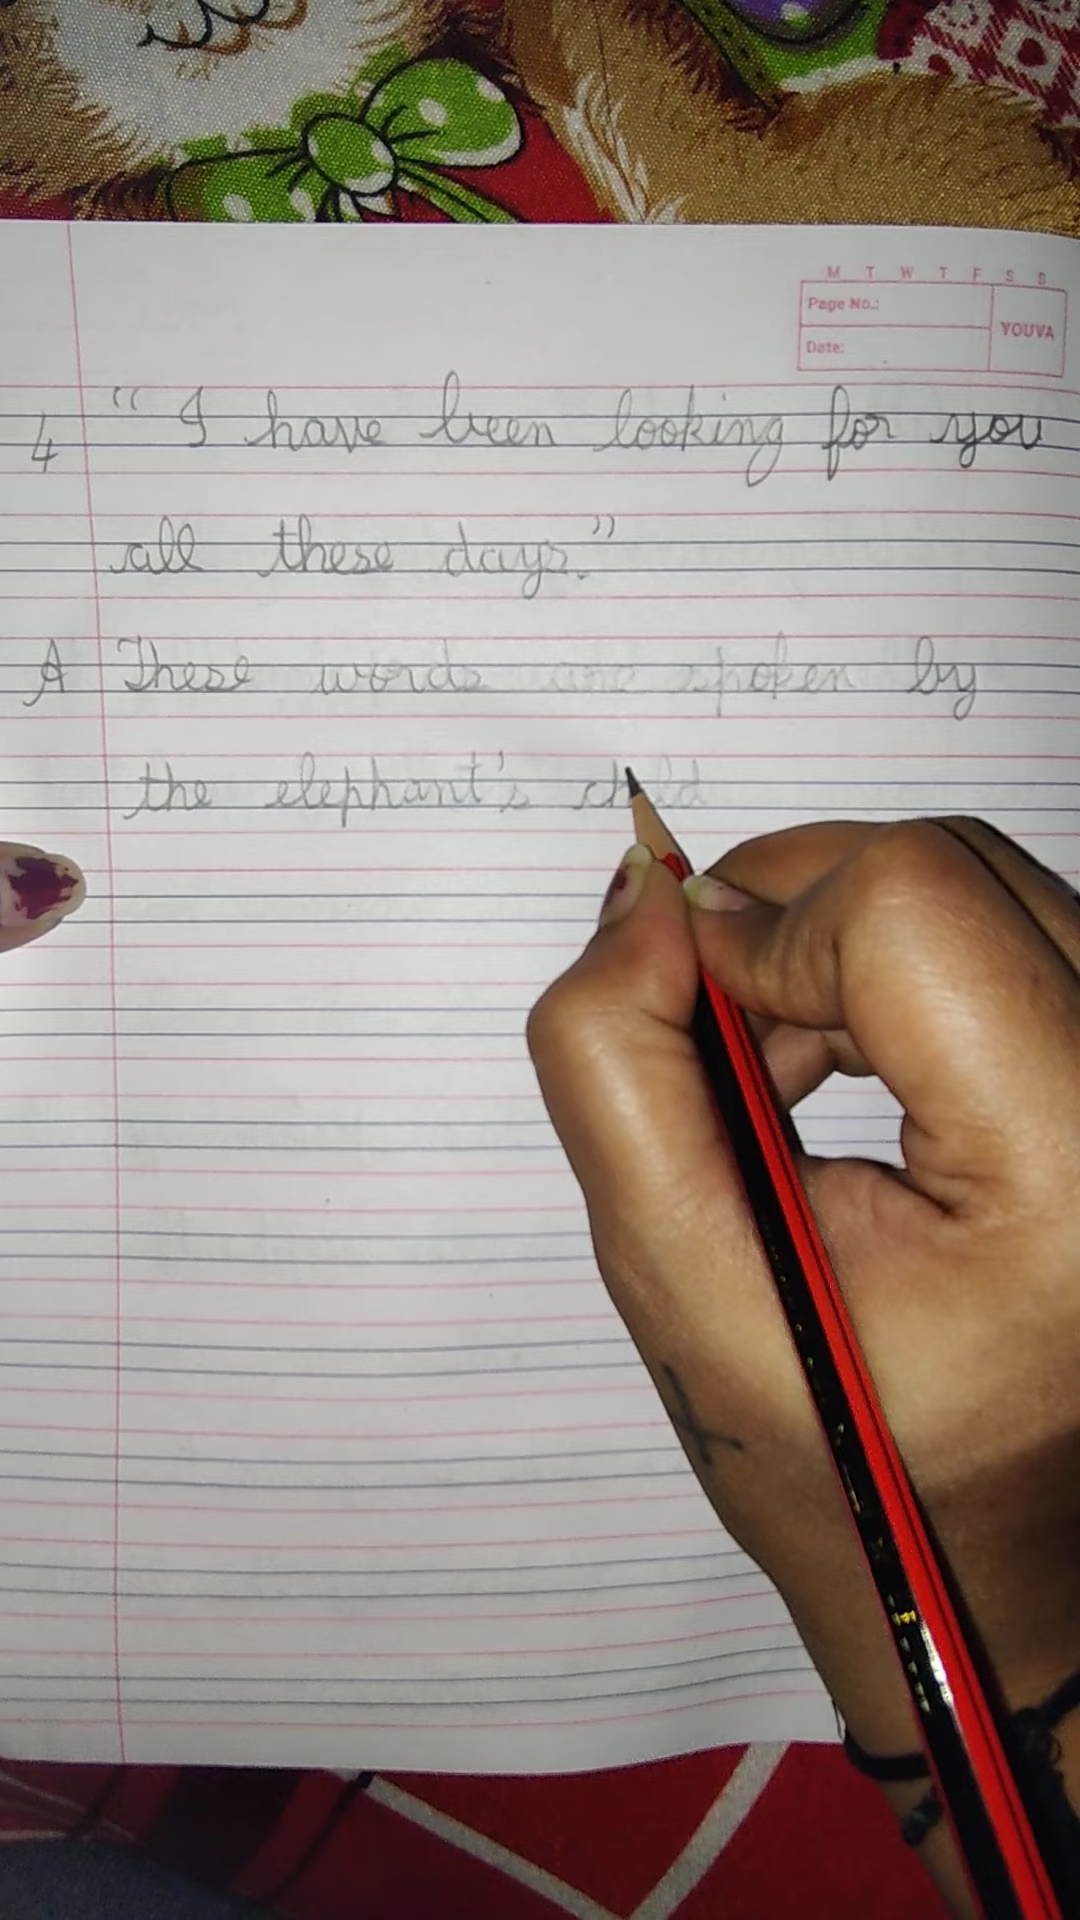 M T W T F S S
Page No.:
YOUVA
Date:
4 "I have been looking for you
all these days."
A These words are spoken by
the elephant's child